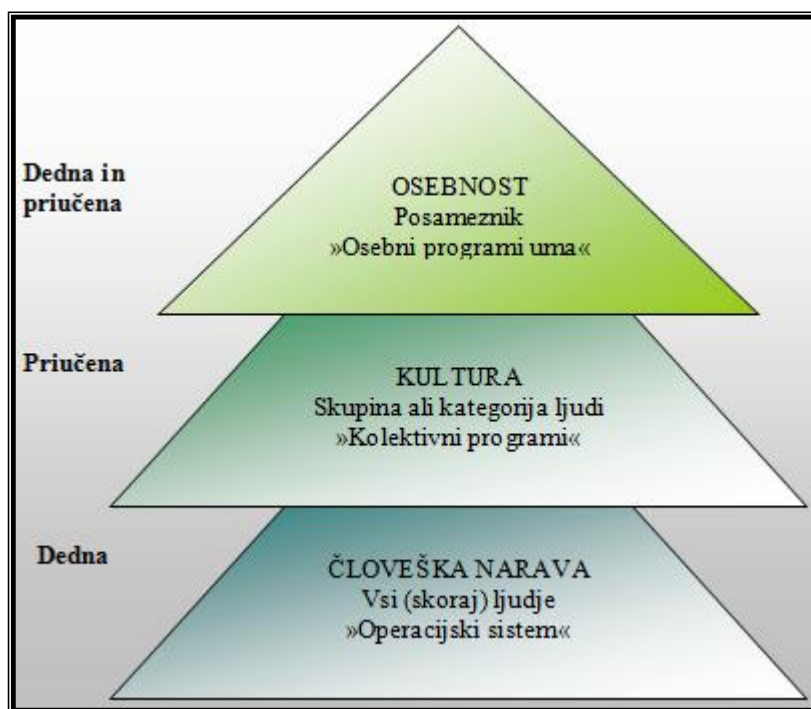 Dedna in
priučena
OSEBNOST
Posameznik
»Osebni programi uma«
Priučena
KULTURA
Skupina ali kategorija ljudi
»Kolektivni programi«
Dedna
ČLOVEŠKA NARAVA
Vsi (skoraj) ljudje
»Operacijski sistem«